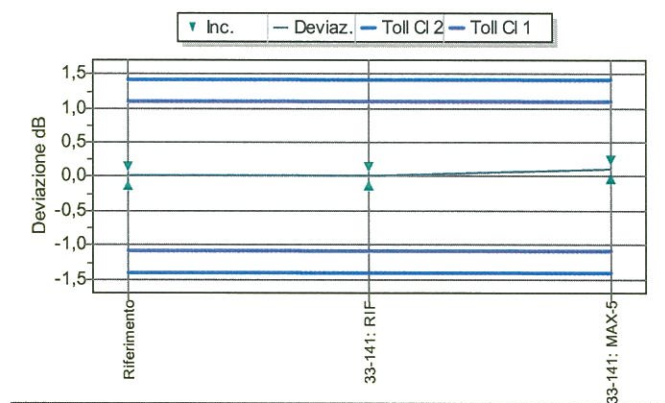 Inc. Deviaz. Toll Cl 2 Toll Cl 1
Deviazione dB
1,5
1,0
0,5
0,0
-0,5
-1,0
-1,5
Riferimento
33-141: RIF
33-141: MAX-5